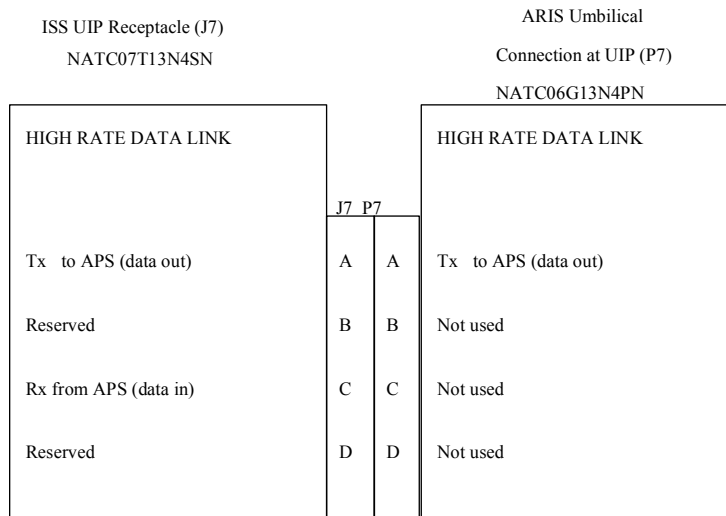 ISS UIP Receptacle (J7)
NATC07T13N4SN
ARIS Umbilical
Connection at UIP (P7)
NATC06G13N4PN
HIGH RATE DATA LINK
HIGH RATE DATA LINK
J7 P7
Tx to APS (data out) A A Tx to APS (data out)
Reserved B B Not used
Rx from APS (data in) C C Not used
Reserved D D Not used